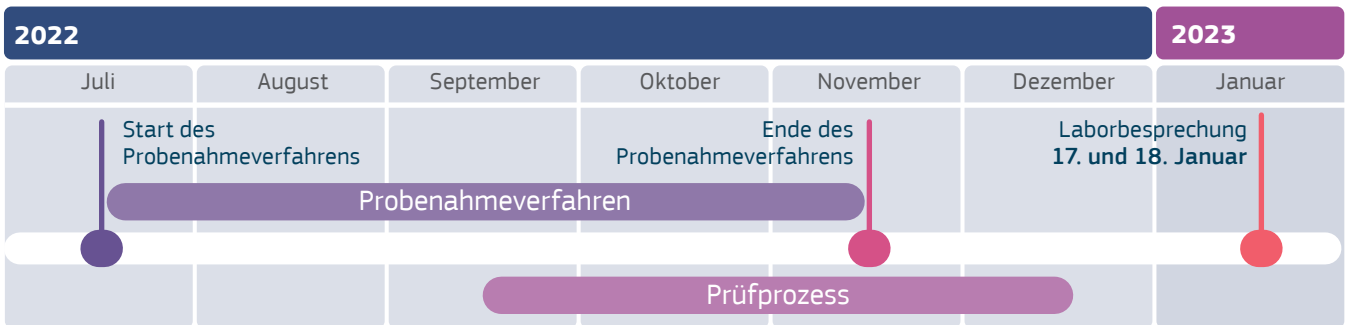 2022
2023
Juli
August
September
Oktober
November
Dezember
Januar
Start des
Probenahmeverfahrens
Ende des
Probenahmeverfahrens
Laborbesprechung
17. und 18. Januar
Probenahmeverfahren
Prüfprozess